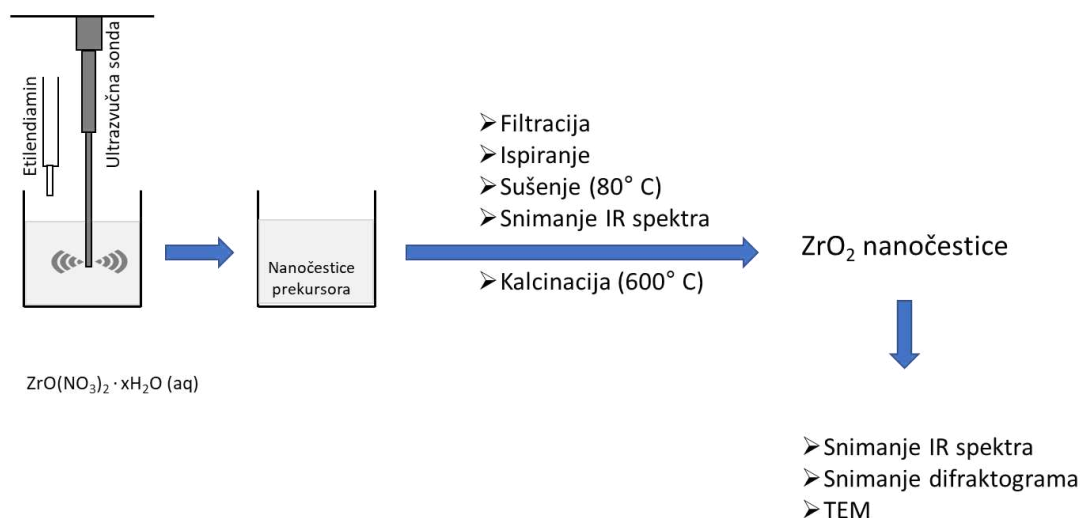 Etilendiamin
Ultrazvučna sonda
ZrO(NO₃)₂ · xH₂O (aq)
Nanočestice
prekursora
➢Filtracija
➢Ispiranje
➢Sušenje (80° C)
➢Snimanje IR spektra
➢Kalcinacija (600° C)
ZrO₂ nanočestice
➢Snimanje IR spektra
➢Snimanje difraktograma
➢TEM